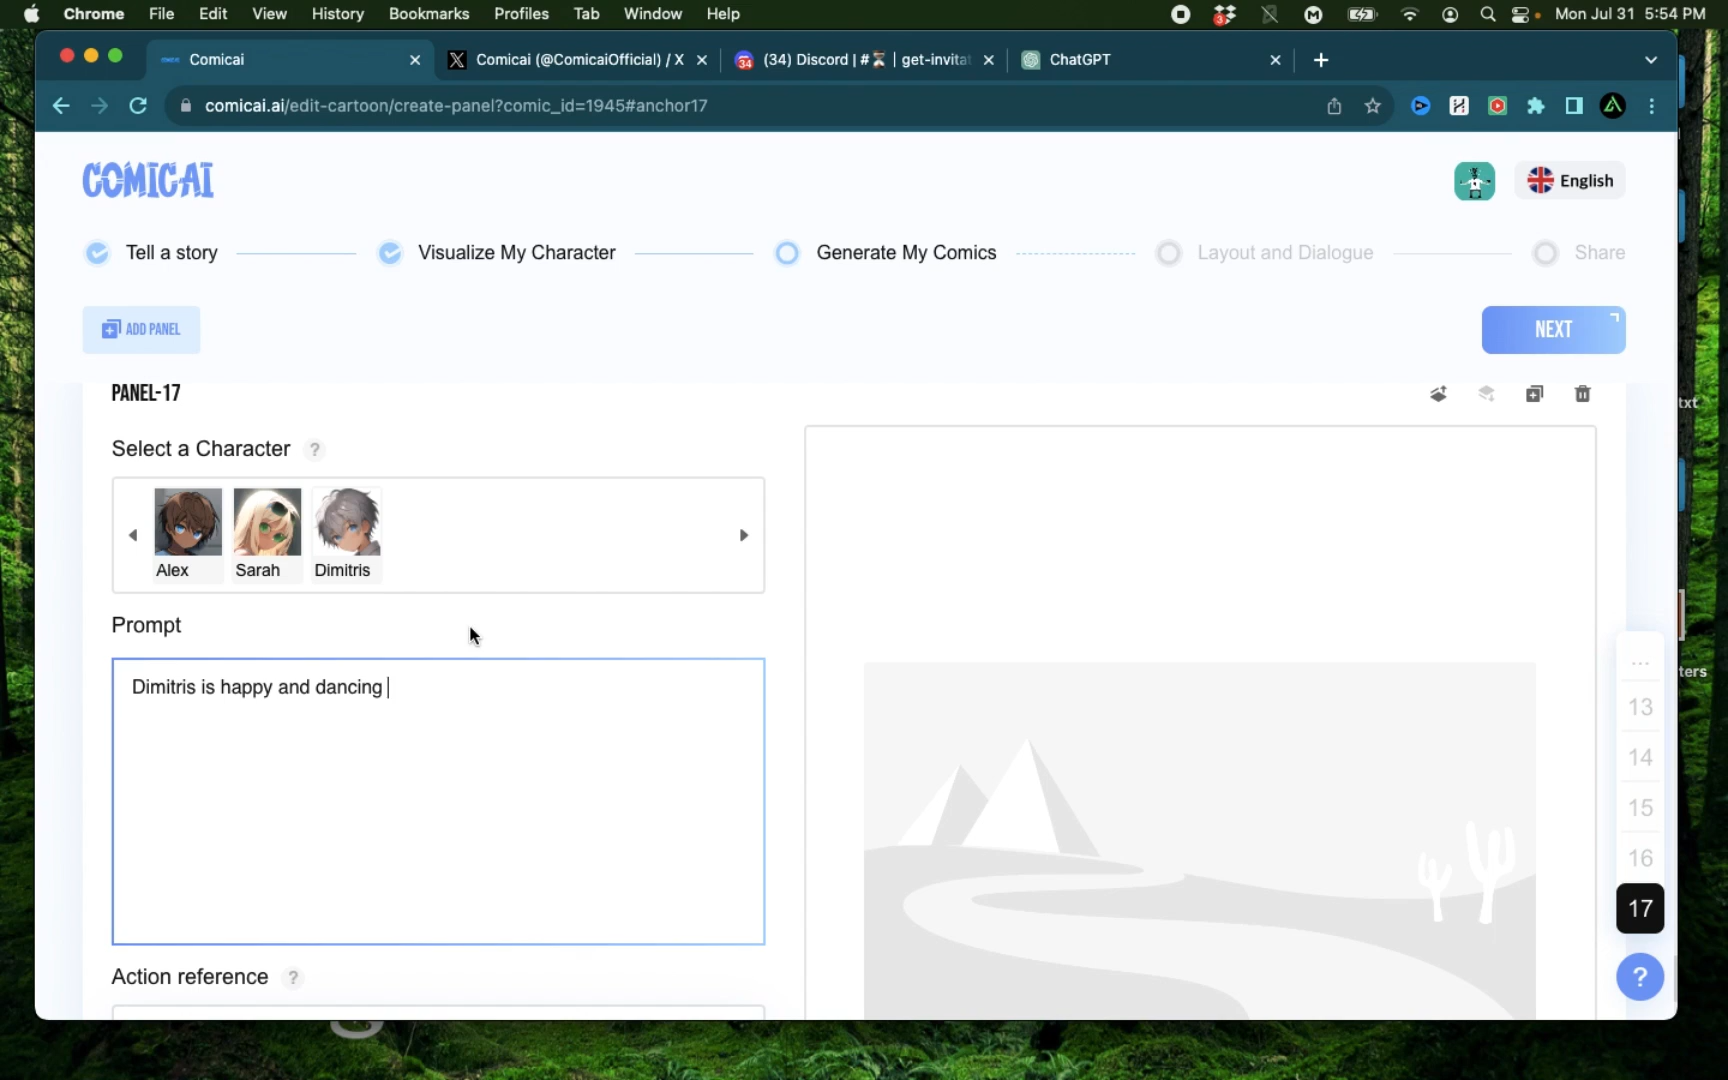 Chrome File Edit View History Bookmarks Profiles Tab Window Help 3 Mon Jul 31 5:54 PM
Comicai Comicai (@ComicaiOfficial) / X 34 (34) Discord | #⏳ | get-invitat ChatGPT
comicai.ai/edit-cartoon/create-panel?comic_id=1945#anchor17
COMICAI English
Tell a story Visualize My Character Generate My Comics Layout and Dialogue Share
ADD PANEL NEXT
PANEL-17
txt
Select a Character ?
Alex Sarah Dimitris
Prompt
Dimitris is happy and dancing
...
ters
13
14
15
16
17
Action reference ?
?